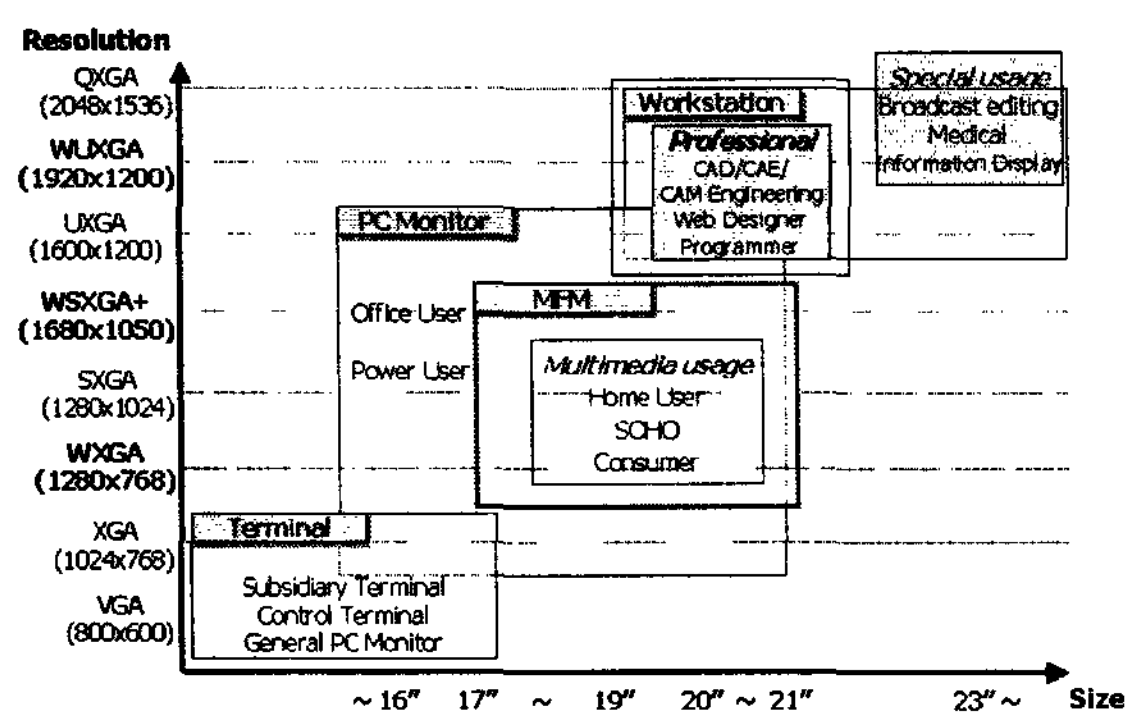 Resolution
QXGA
(2048x1536)
WUXGA
(1920x1200)
UXGA
(1600x1200)
WSXGA+
(1680x1050)
SXGA
(1280x1024)
WXGA
(1280x768)
XGA
(1024x768)
VGA
(800x600)
Special usage
Broadcast editing
Medical
Information Display
Workstation
Professional
CAD/CAE/
CAM Engineering
Web Designer
Programmer
PC Monitor
Office User
Power User
MFM
Multimedia usage
Home User
SOHO
Consumer
Terminal
Subsidiary Terminal
Control Terminal
General PC Monitor
~ 16" 17" ~ 19" 20" ~ 21" 23" ~ Size